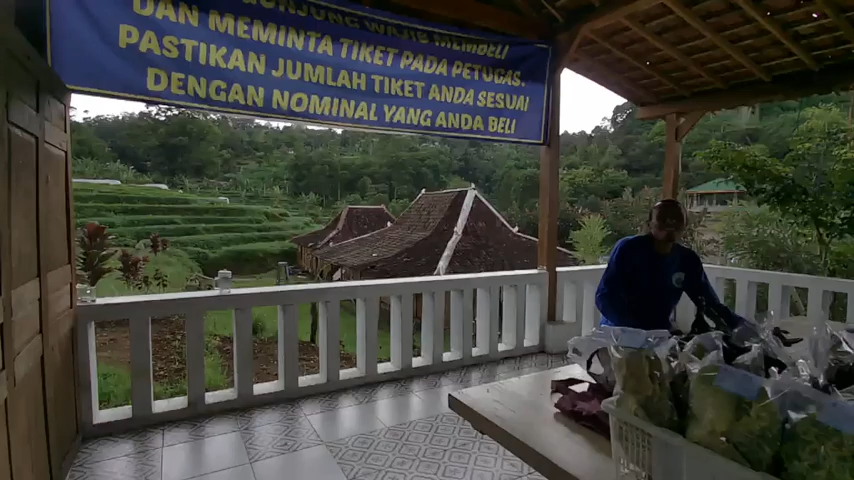 DAN MEMINTA TIKET PADA PETUGAS.
PASTIKAN JUMLAH TIKET ANDA SESUAI
DENGAN NOMINAL YANG ANDA BELI